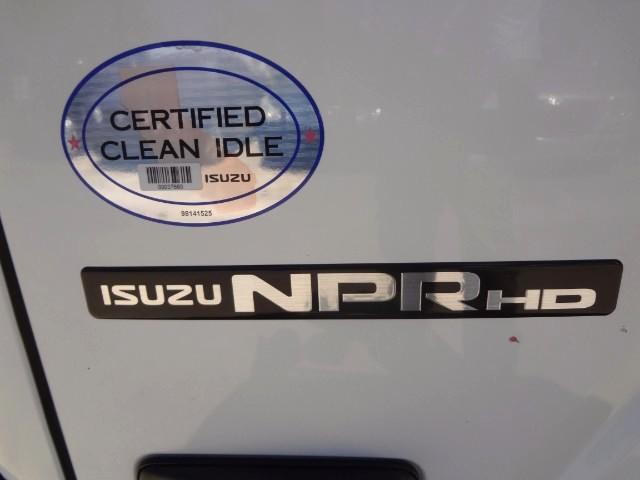 CERTIFIED
CLEAN IDLE
ISUZU
98141525
ISUZU NPR HD